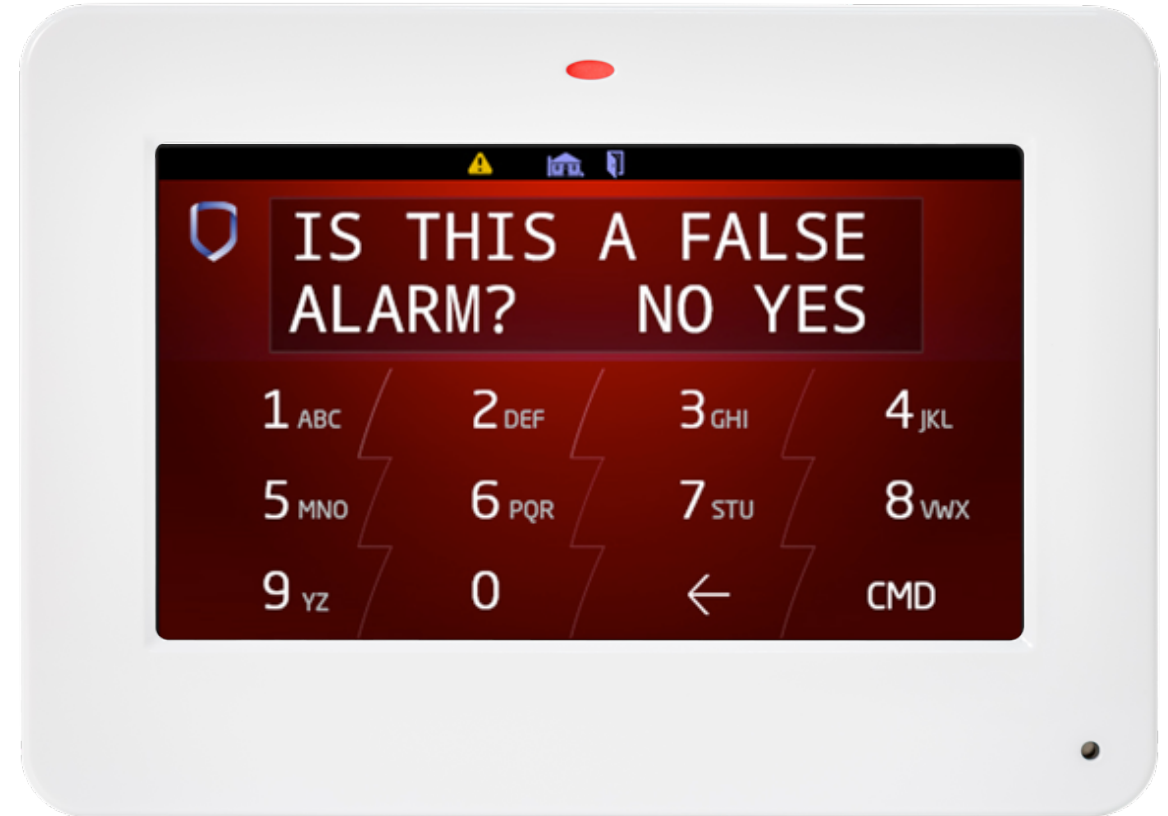 IS THIS A FALSE
ALARM? NO YES
1 ABC 2 DEF 3 GHI 4 JKL
5 MNO 6 PQR 7 STU 8 VWX
9 YZ 0 ← CMD